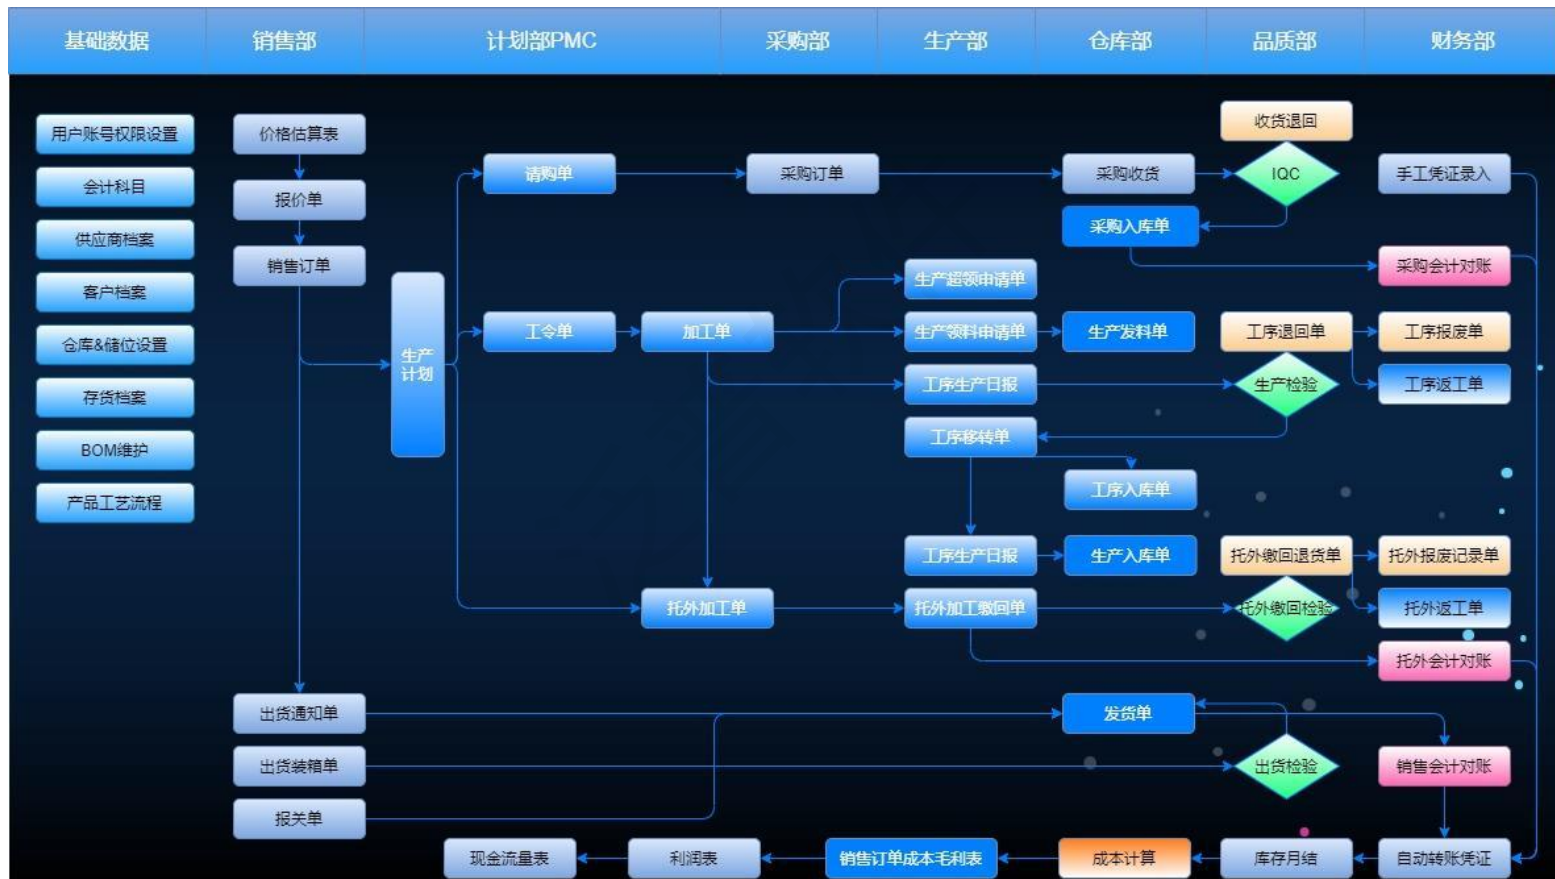 基础数据
销售部
计划部PMC
采购部
生产部
仓库部
品质部
财务部
用户账号权限设置
会计科目
供应商档案
客户档案
仓库&储位设置
存货档案
BOM维护
产品工艺流程
价格估算表
报价单
销售订单
出货通知单
出货装箱单
报关单
生产
计划
请购单
工令单
加工单
托外加工单
采购订单
生产超领申请单
生产领料申请单
工序生产日报
工序移转单
工序生产日报
托外加工缴回单
采购收货
采购入库单
生产发料单
工序入库单
生产入库单
发货单
收货退回
IQC
工序退回单
生产检验
托外缴回退货单
托外缴回检验
出货检验
手工凭证录入
采购会计对账
工序报废单
工序返工单
托外报废记录单
托外返工单
托外会计对账
销售会计对账
现金流量表
利润表
销售订单成本毛利表
成本计算
库存月结
自动转账凭证